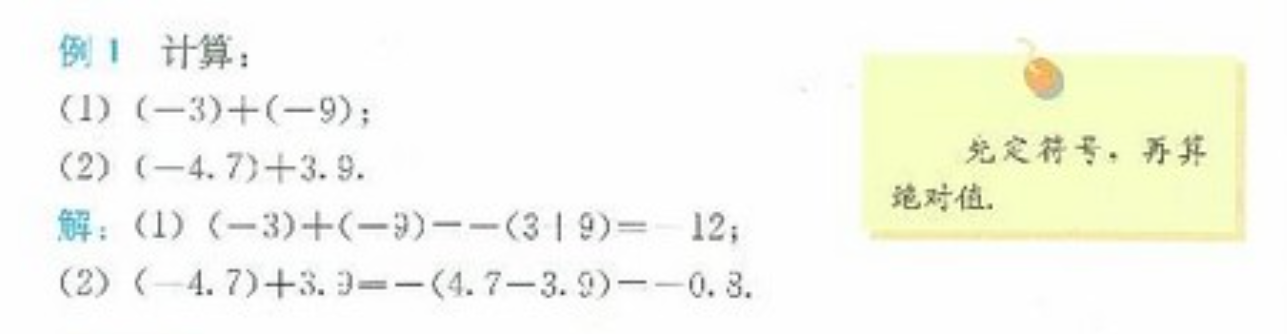 例1 计算：
(1) (－3)＋(－9)；
(2) (－4.7)＋3.9.
先定符号，再算
绝对值.
解：(1) (－3)＋(－9)＝－(3＋9)＝－12；
(2) (－4.7)＋3.9＝－(4.7－3.9)＝－0.8.